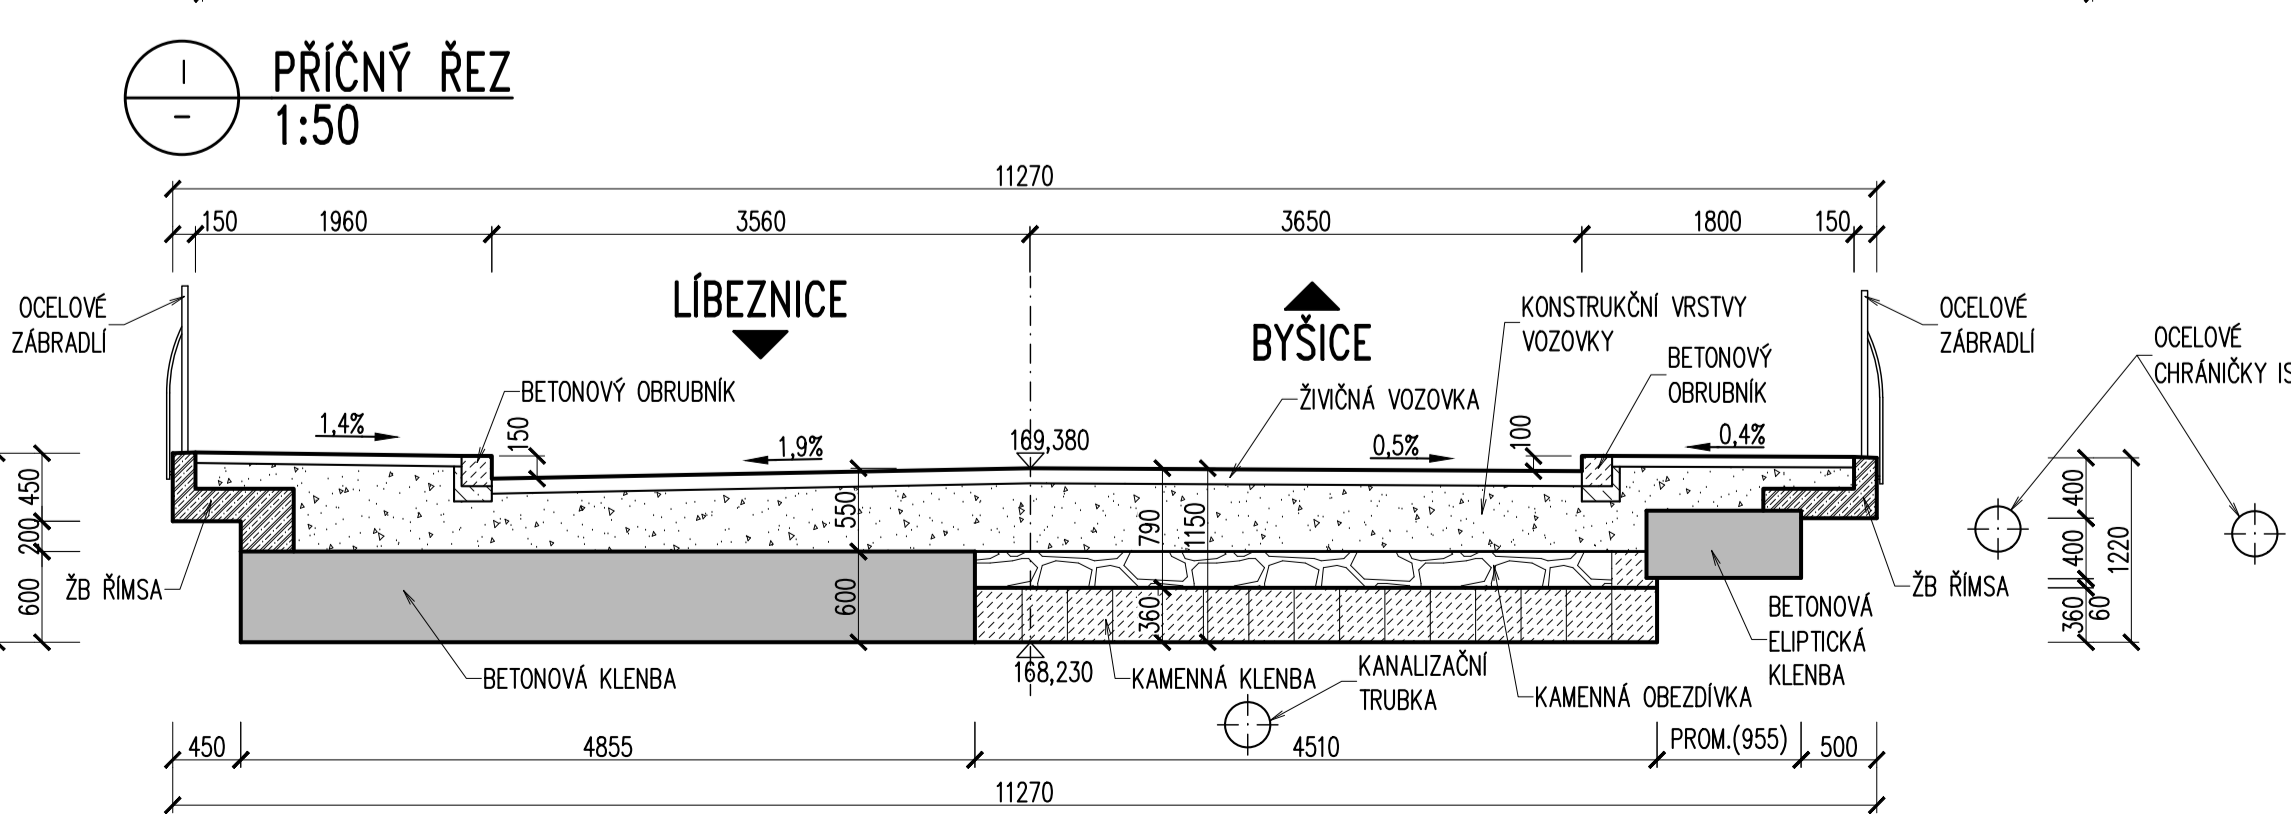 PŘÍČNÝ ŘEZ
1:50
11270
150 1960 3560 3650 1800 150
LÍBEZNICE
BYŠICE
OCELOVÉ
ZÁBRADLÍ
BETONOVÝ OBRUBNÍK
KONSTRUKČNÍ VRSTVY
VOZOVKY
BETONOVÝ
OBRUBNÍK
ŽIVIČNÁ VOZOVKA
OCELOVÉ
ZÁBRADLÍ
OCELOVÉ
CHRÁNIČKY IS
1,4%
150
1,9%
169,380
0,5%
100
0,4%
450
200
600
550
600
790
360
1150
400
400
360
60
1220
ŽB ŘÍMSA
ŽB ŘÍMSA
BETONOVÁ
ELIPTICKÁ
KLENBA
BETONOVÁ KLENBA
168,230
KAMENNÁ KLENBA
KANALIZAČNÍ
TRUBKA
KAMENNÁ OBEZDÍVKA
450 4855 4510 PROM.(955) 500
11270